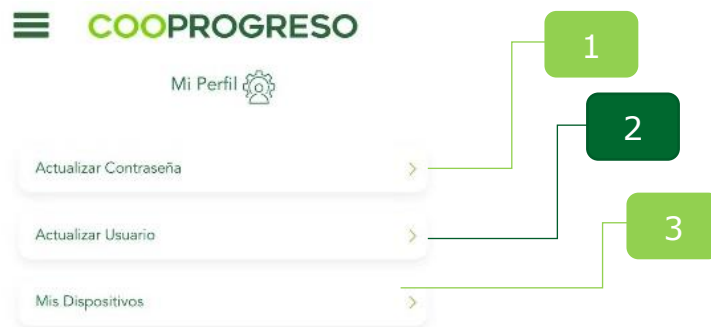 COOPROGRESO
Mi Perfil
1
2
Actualizar Contraseña
Actualizar Usuario
3
Mis Dispositivos